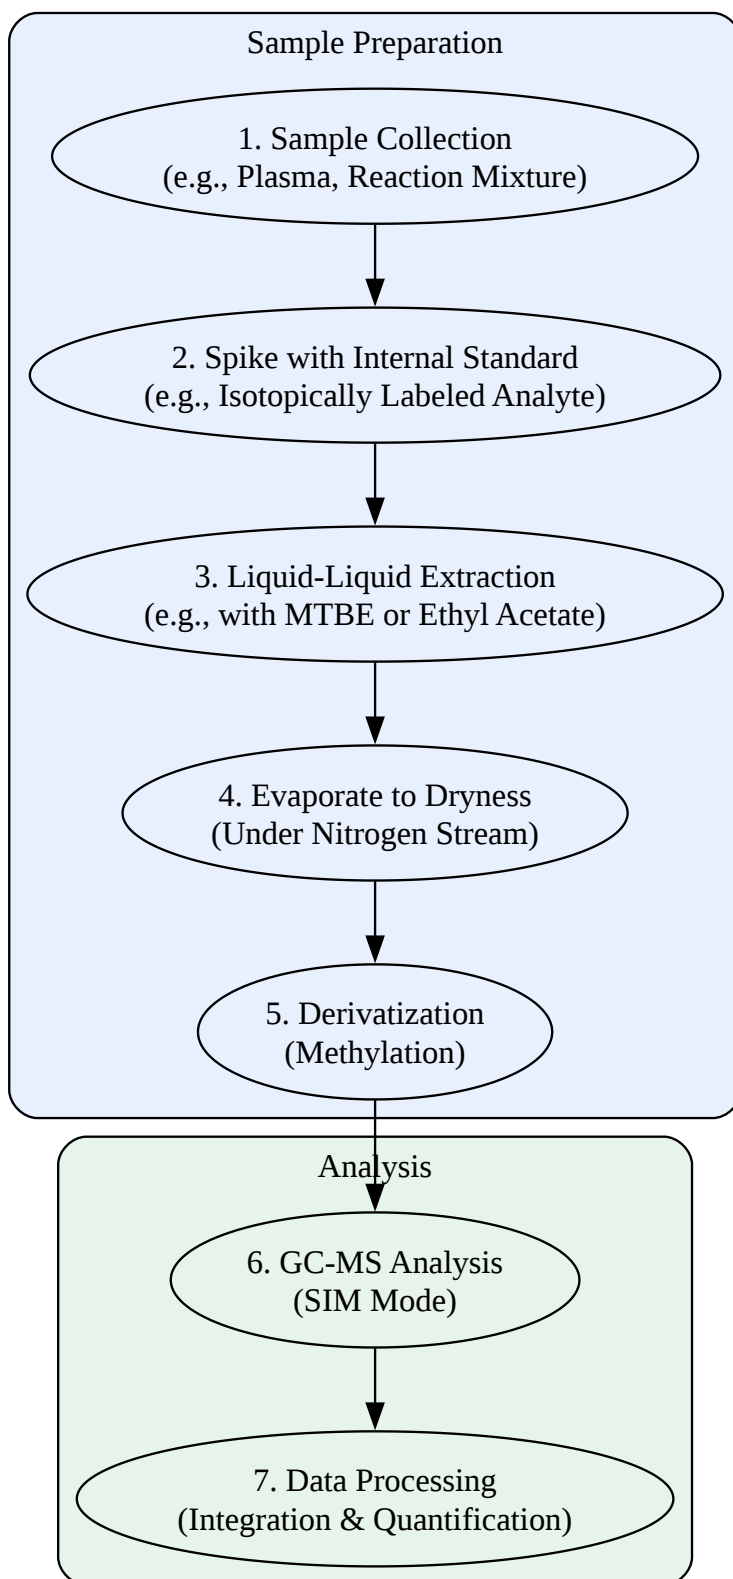 Sample Preparation
1. Sample Collection
(e.g., Plasma, Reaction Mixture)
2. Spike with Internal Standard
(e.g., Isotopically Labeled Analyte)
3. Liquid-Liquid Extraction
(e.g., with MTBE or Ethyl Acetate)
4. Evaporate to Dryness
(Under Nitrogen Stream)
5. Derivatization
(Methylation)
Analysis
6. GC-MS Analysis
(SIM Mode)
7. Data Processing
(Integration & Quantification)